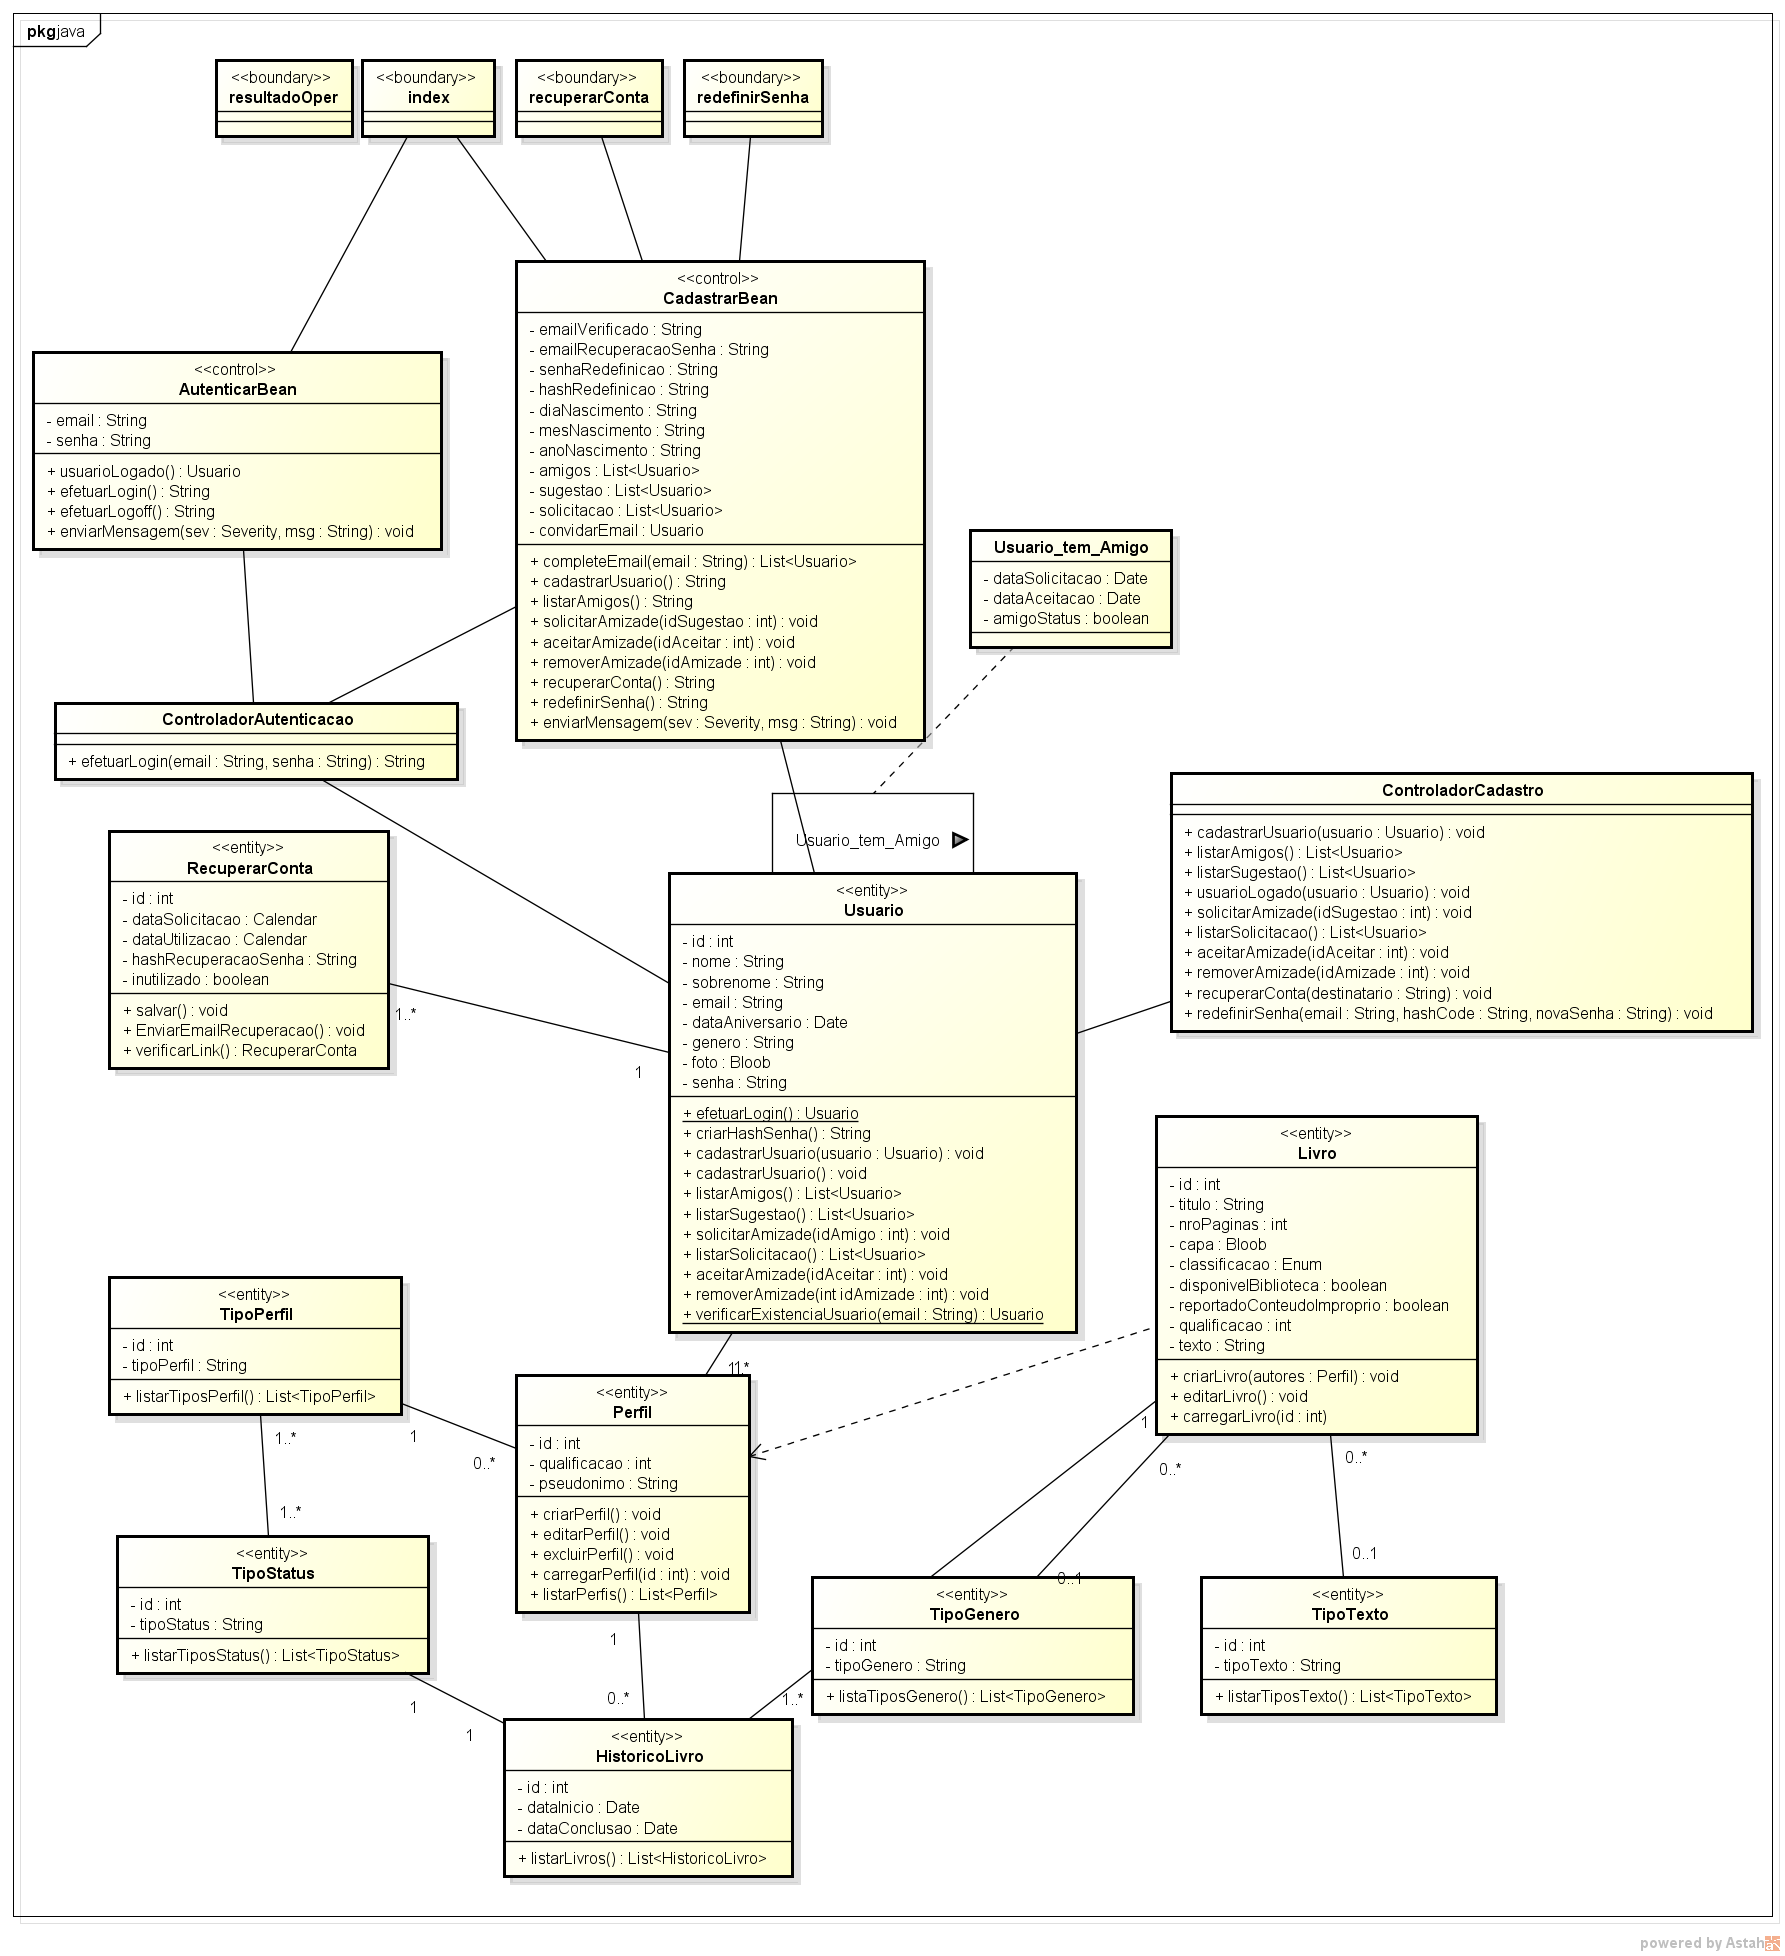 pkg java
<<boundary>>
resultadoOper
<<boundary>>
index
<<boundary>>
recuperarConta
<<boundary>>
redefinirSenha
<<control>>
CadastrarBean
- emailVerificado : String
- emailRecuperacaoSenha : String
- senhaRedefinicao : String
- hashRedefinicao : String
- diaNascimento : String
- mesNascimento : String
- anoNascimento : String
- amigos : List<Usuario>
- sugestao : List<Usuario>
- solicitacao : List<Usuario>
- convidarEmail : Usuario
+ completeEmail(email : String) : List<Usuario>
+ cadastrarUsuario() : String
+ listarAmigos() : String
+ solicitarAmizade(idSugestao : int) : void
+ aceitarAmizade(idAceitar : int) : void
+ removerAmizade(idAmizade : int) : void
+ recuperarConta() : String
+ redefinirSenha() : String
+ enviarMensagem(sev : Severity, msg : String) : void
<<control>>
AutenticarBean
- email : String
- senha : String
+ usuarioLogado() : Usuario
+ efetuarLogin() : String
+ efetuarLogoff() : String
+ enviarMensagem(sev : Severity, msg : String) : void
Usuario_tem_Amigo
- dataSolicitacao : Date
- dataAceitacao : Date
- amigoStatus : boolean
ControladorAutenticacao
+ efetuarLogin(email : String, senha : String) : String
Usuario_tem_Amigo
ControladorCadastro
+ cadastrarUsuario(usuario : Usuario) : void
+ listarAmigos() : List<Usuario>
+ listarSugestao() : List<Usuario>
+ usuarioLogado(usuario : Usuario) : void
+ solicitarAmizade(idSugestao : int) : void
+ listarSolicitacao() : List<Usuario>
+ aceitarAmizade(idAceitar : int) : void
+ removerAmizade(idAmizade : int) : void
+ recuperarConta(destinatario : String) : void
+ redefinirSenha(email : String, hashCode : String, novaSenha : String) : void
<<entity>>
RecuperarConta
- id : int
- dataSolicitacao : Calendar
- dataUtilizacao : Calendar
- hashRecuperacaoSenha : String
- inutilizado : boolean
+ salvar() : void
+ EnviarEmailRecuperacao() : void
+ verificarLink() : RecuperarConta
1..*
1
<<entity>>
Usuario
- id : int
- nome : String
- sobrenome : String
- email : String
- dataAniversario : Date
- genero : String
- foto : Bloob
- senha : String
+ efetuarLogin() : Usuario
+ criarHashSenha() : String
+ cadastrarUsuario(usuario : Usuario) : void
+ cadastrarUsuario() : void
+ listarAmigos() : List<Usuario>
+ listarSugestao() : List<Usuario>
+ solicitarAmizade(idAmigo : int) : void
+ listarSolicitacao() : List<Usuario>
+ aceitarAmizade(idAceitar : int) : void
+ removerAmizade(int idAmizade : int) : void
+ verificarExistenciaUsuario(email : String) : Usuario
<<entity>>
Livro
- id : int
- titulo : String
- nroPaginas : int
- capa : Bloob
- classificacao : Enum
- disponivelBiblioteca : boolean
- reportadoConteudoImproprio : boolean
- qualificacao : int
- texto : String
+ criarLivro(autores : Perfil) : void
+ editarLivro() : void
+ carregarLivro(id : int)
<<entity>>
TipoPerfil
- id : int
- tipoPerfil : String
+ listarTiposPerfil() : List<TipoPerfil>
11..*
<<entity>>
Perfil
- id : int
- qualificacao : int
- pseudonimo : String
+ criarPerfil() : void
+ editarPerfil() : void
+ excluirPerfil() : void
+ carregarPerfil(id : int) : void
+ listarPerfis() : List<Perfil>
1
0..*
1..*
1..*
1
0..*
0..*
0..1
0..1
<<entity>>
TipoStatus
- id : int
- tipoStatus : String
+ listarTiposStatus() : List<TipoStatus>
<<entity>>
TipoGenero
- id : int
- tipoGenero : String
+ listaTiposGenero() : List<TipoGenero>
<<entity>>
TipoTexto
- id : int
- tipoTexto : String
+ listarTiposTexto() : List<TipoTexto>
1
0..*
1..*
1
1
<<entity>>
HistoricoLivro
- id : int
- dataInicio : Date
- dataConclusao : Date
+ listarLivros() : List<HistoricoLivro>
powered by Astah